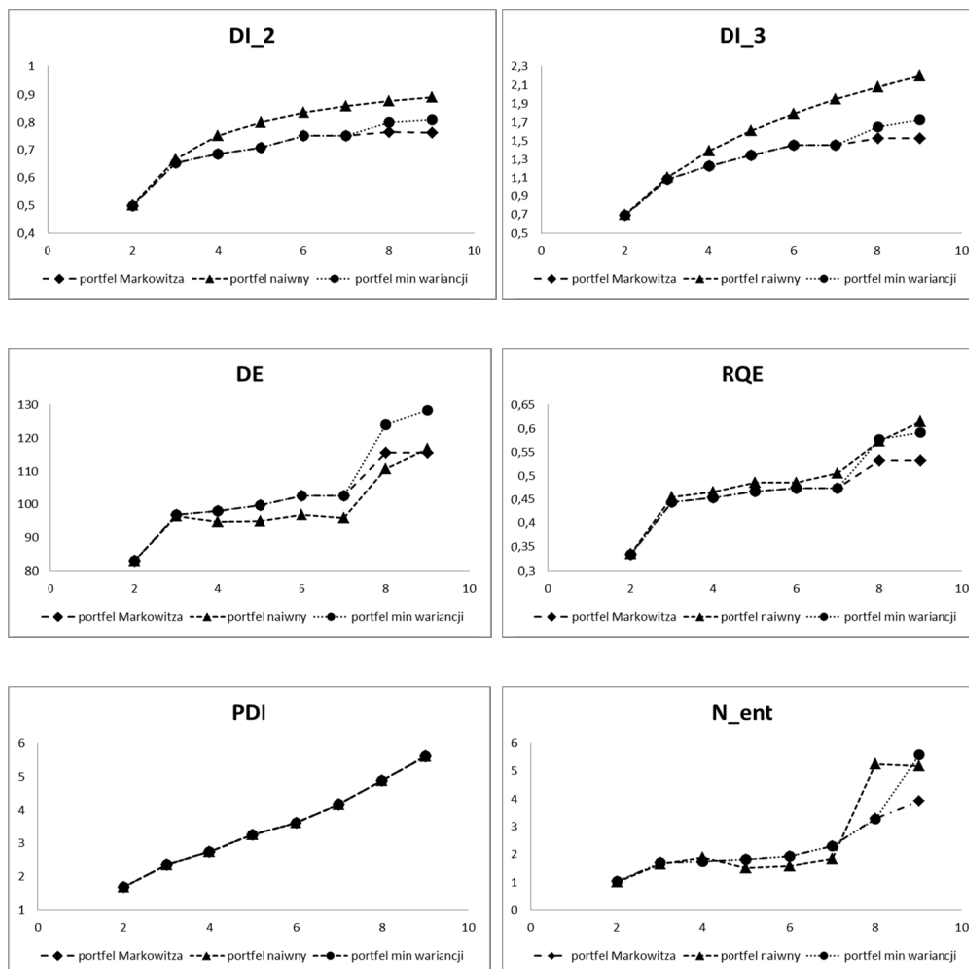 DI_2
1
0,9
0,8
0,7
0,6
0,5
0,4
0 2 4 6 8 10
portfel Markowitza portfel naiwny portfel min wariancji
DI_3
2,3
2,1
1,9
1,7
1,5
1,3
1,1
0,9
0,7
0,5
0 2 4 6 8 10
portfel Markowitza portfel raiwny portfel min wariancji
DE
130
120
110
100
90
80
0 2 4 6 8 10
portfel Markowitza portfel naiwny portfel min wariancji
RQE
0,65
0,6
0,55
0,5
0,45
0,4
0,35
0,3
0 2 4 6 8 10
portfel Markowitza portfel raiwny portfel min wariancji
PDI
6
5
4
3
2
1
0 2 4 6 8 10
portfel Markowitza portfel naiwny portfel min wariancji
N_ent
6
5
4
3
2
1
0
0 2 4 6 8 10
portfel Markowitza portfel naiwny portfel min wariancji